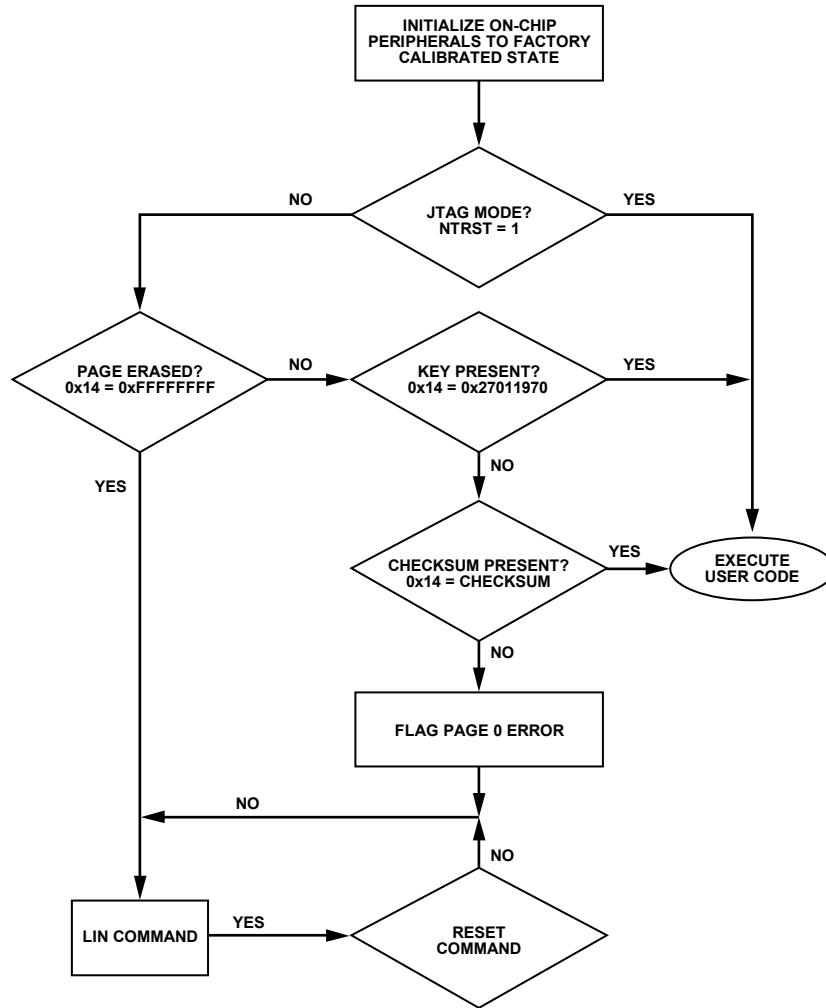 INITIALIZE ON-CHIP
PERIPHERALS TO FACTORY
CALIBRATED STATE
NO
JTAG MODE?
NTRST = 1
YES
PAGE ERASED?
0x14 = 0xFFFFFFFF
NO
KEY PRESENT?
0x14 = 0x27011970
YES
NO
YES
CHECKSUM PRESENT?
0x14 = CHECKSUM
YES
EXECUTE
USER CODE
NO
FLAG PAGE 0 ERROR
NO
NO
LIN COMMAND
YES
RESET
COMMAND